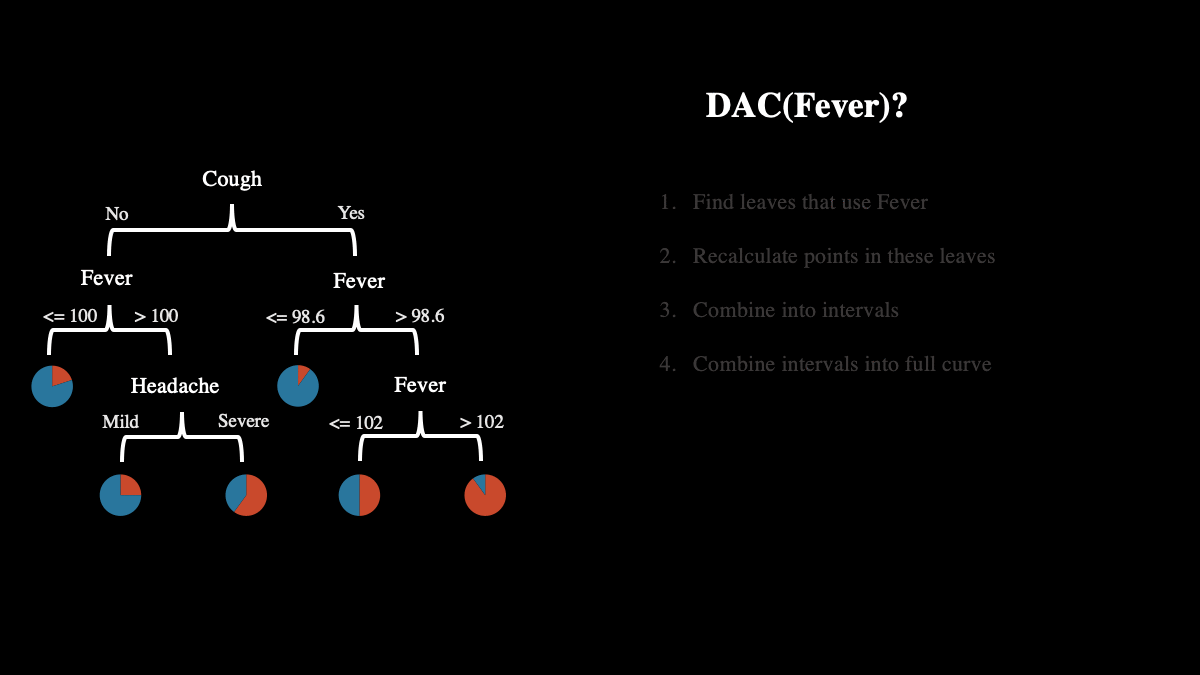 DAC(Fever)?
Cough
No Yes
Fever Fever
<= 100 > 100 <= 98.6 > 98.6
Headache Fever
Mild Severe <= 102 > 102
1. Find leaves that use Fever
2. Recalculate points in these leaves
3. Combine into intervals
4. Combine intervals into full curve